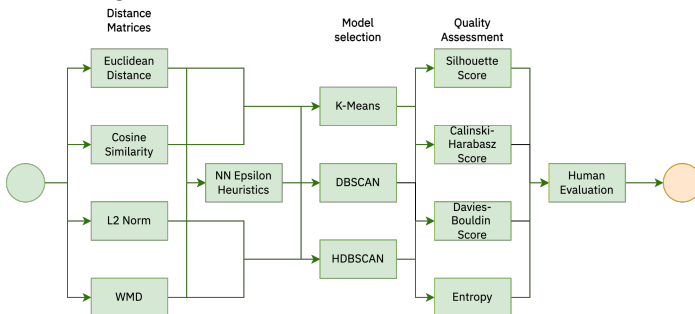 Distance
Matrices
Model
selection
Quality
Assessment
Euclidean
Distance
Silhouette
Score
K-Means
Cosine
Similarity
Calinski-
Harabasz
Score
NN Epsilon
Heuristics
DBSCAN
Human
Evaluation
L2 Norm
Davies-
Bouldin
Score
HDBSCAN
WMD
Entropy